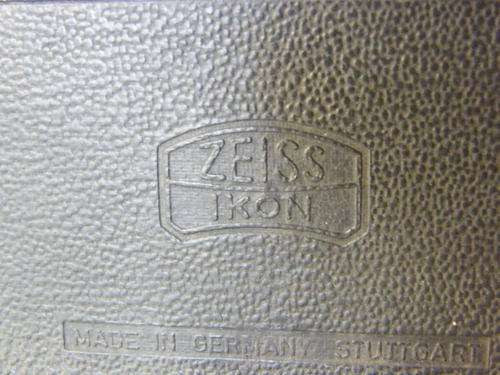 ZEISS
IKON
MADE IN GERMANY STUTTGART